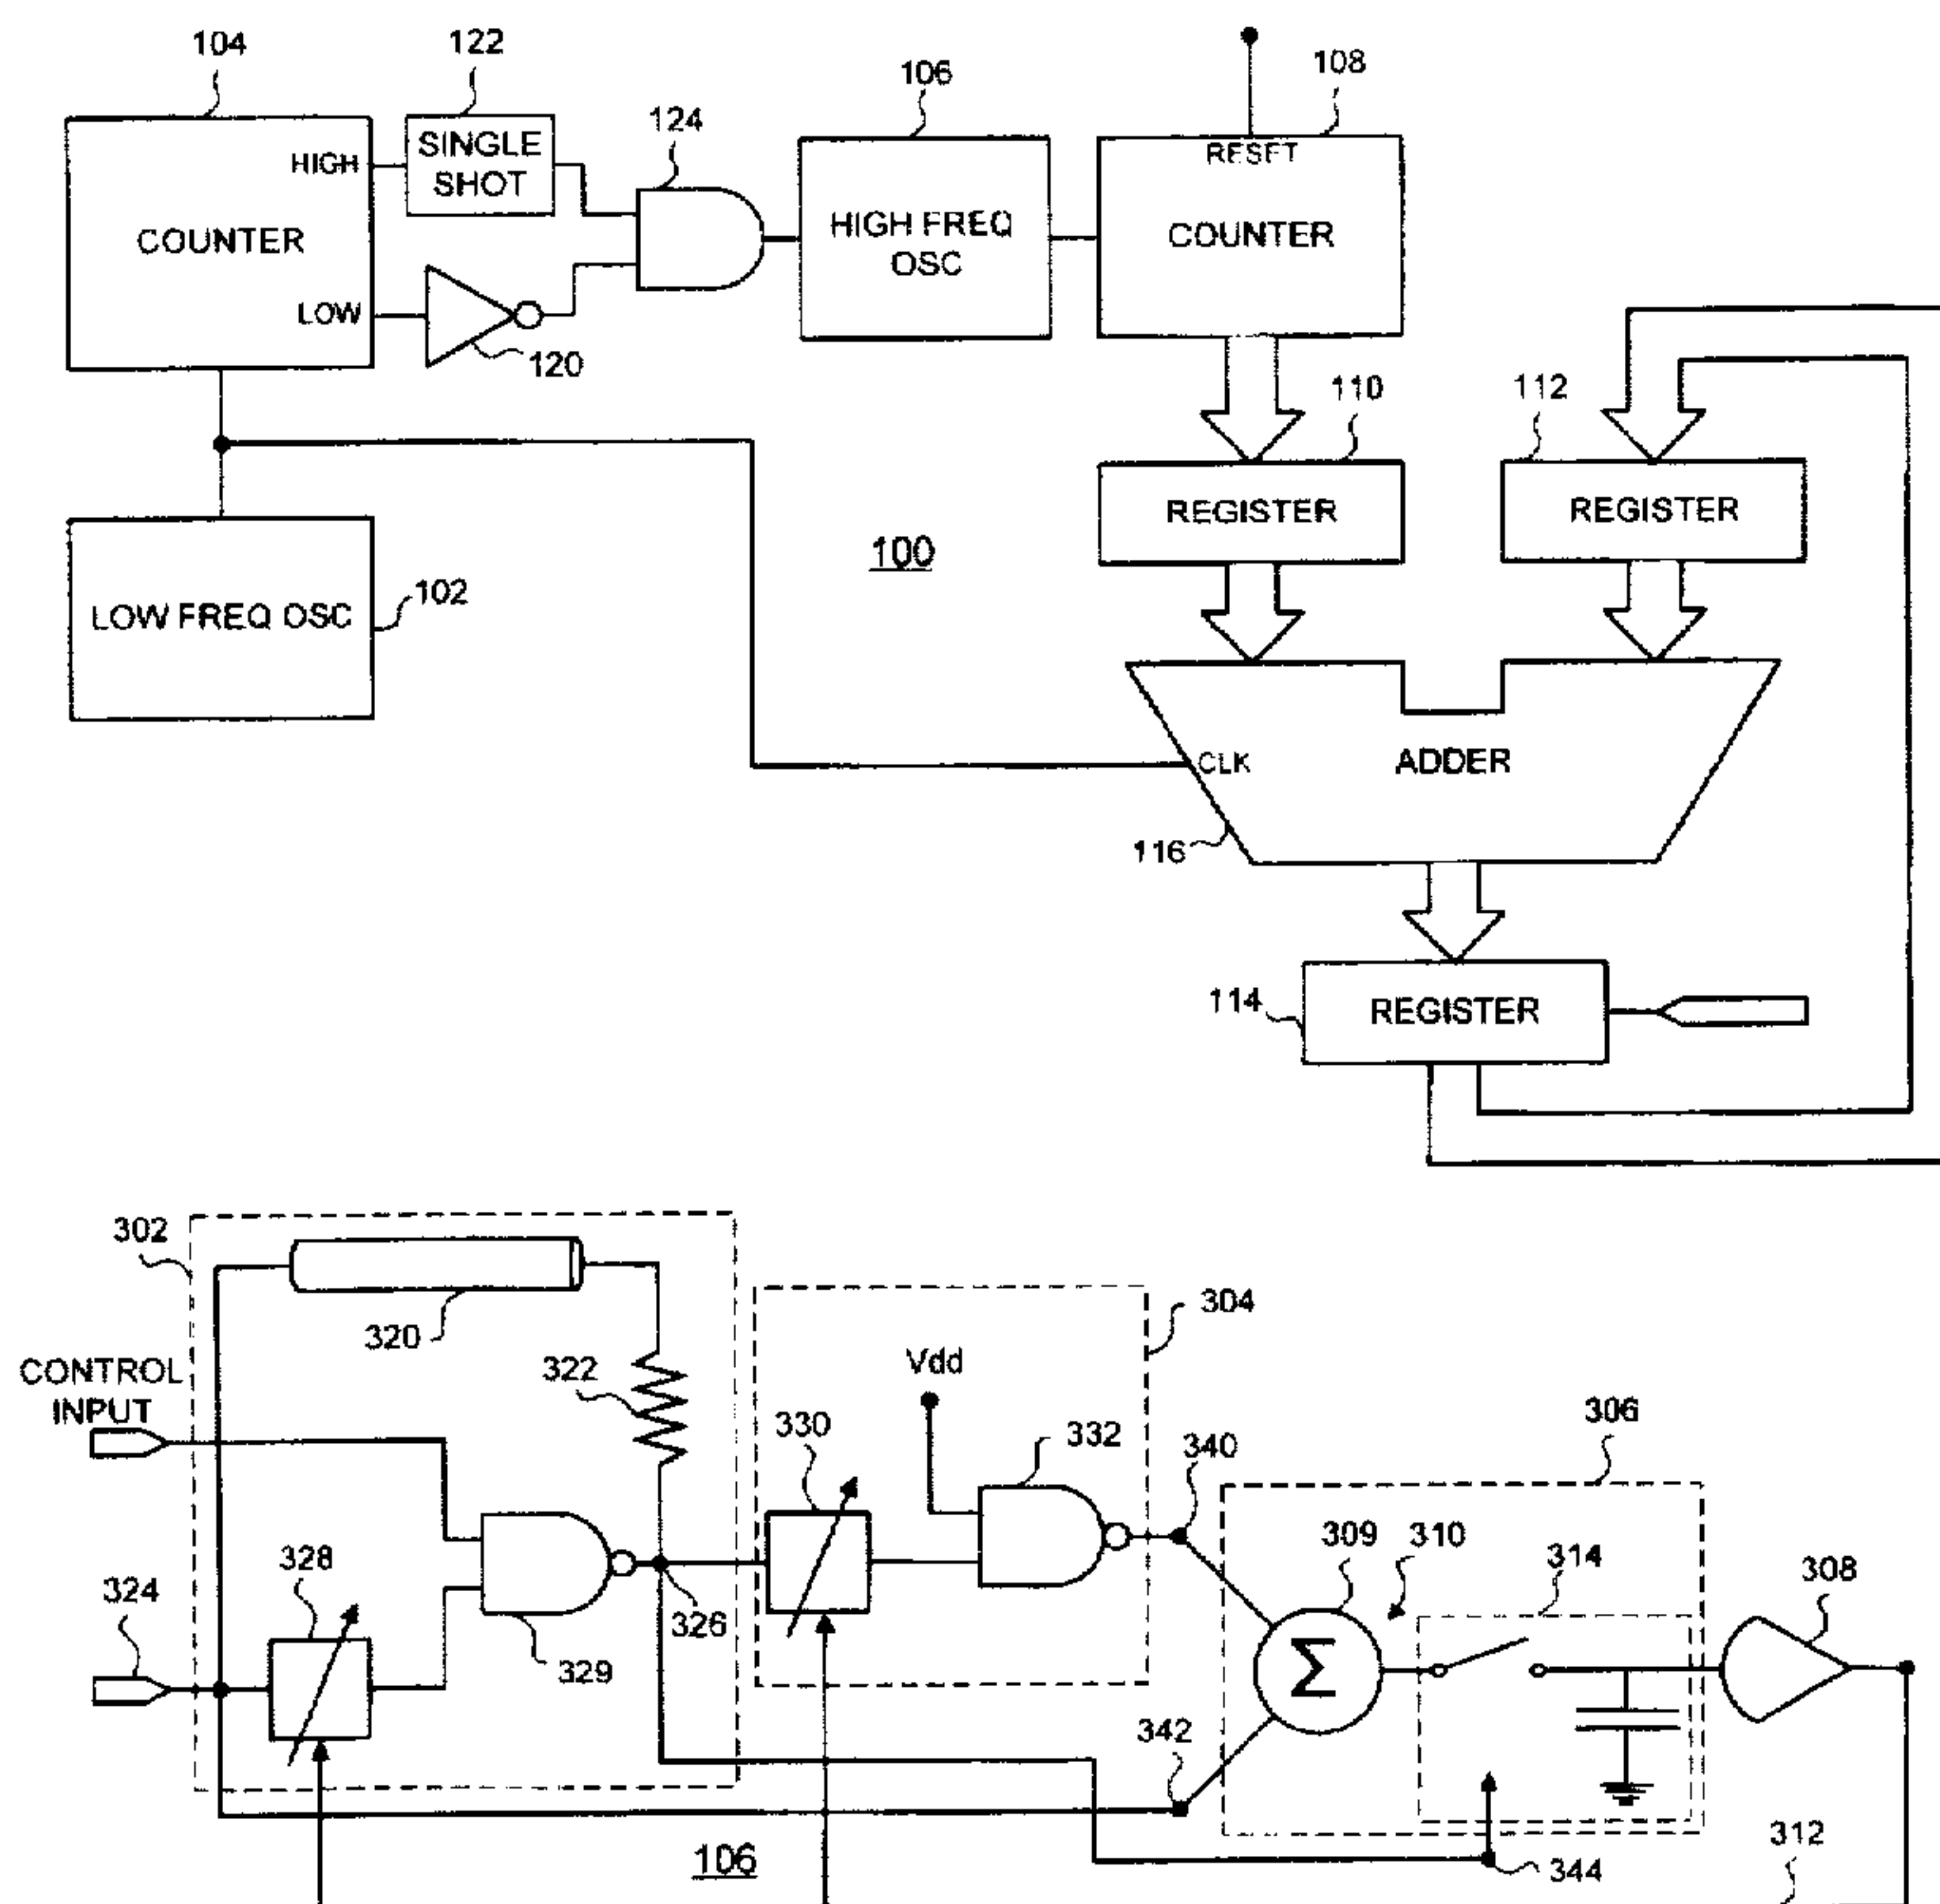 104
122
106
108
124
SINGLE
SHOT
HIGH
RESET
COUNTER
HIGH FREQ
OSC
COUNTER
LOW
120
110
112
REGISTER
REGISTER
100
LOW FREQ OSC
102
CLK
ADDER
116
114
REGISTER
302
320
304
CONTROL
INPUT
322
Vdd
330
332
340
306
324
328
309
310
314
308
329
326
Σ
342
106
344
312